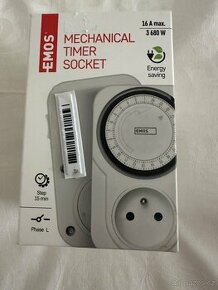 EMOS
MECHANICAL
TIMER
SOCKET
16 A max.
3 680 W
Energy
saving
EMOS
Step
15 min
Phase L